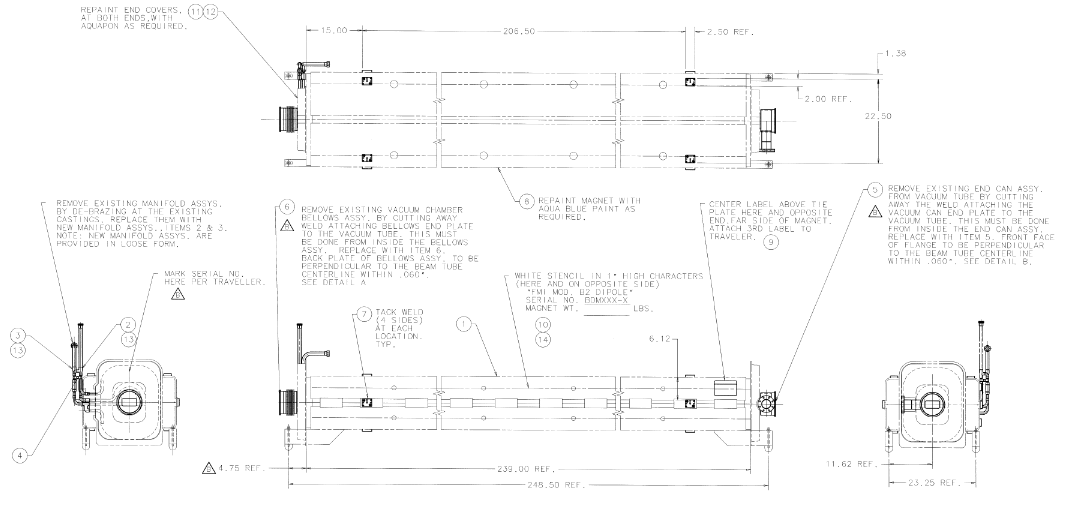 REPAINT END COVERS,
AT BOTH ENDS,WITH
AQUAPON AS REQUIRED.
11 12
15.00
206.50
2.50 REF.
1.38
2.00 REF.
22.50
8 REPAINT MAGNET WITH
AQUA BLUE PAINT AS
REQUIRED.
REMOVE EXISTING MANIFOLD ASSYS.
BY DE-BRAZING AT THE EXISTING
CASTINGS. REPLACE THEM WITH
NEW MANIFOLD ASSYS.,ITEMS 2 & 3.
NOTE: NEW MANIFOLD ASSYS. ARE
PROVIDED IN LOOSE FORM.
MARK SERIAL NO.
HERE PER TRAVELLER.
6 REMOVE EXISTING VACUUM CHAMBER
BELLOWS ASSY. BY CUTTING AWAY
WELD ATTACHING BELLOWS END PLATE
TO THE VACUUM TUBE. THIS MUST
BE DONE FROM INSIDE THE BELLOWS
ASSY. REPLACE WITH ITEM 6.
BACK PLATE OF BELLOWS ASSY. TO BE
PERPENDICULAR TO THE BEAM TUBE
CENTERLINE WITHIN .060".
SEE DETAIL A
7 TACK WELD
(4 SIDES)
AT EACH
LOCATION.
TYP.
1
WHITE STENCIL IN 1" HIGH CHARACTERS
(HERE AND ON OPPOSITE SIDE)
"EMI MOD. B2 DIPOLE"
SERIAL NO. BDMXXX-X
MAGNET WT. ________ LBS.
10
14
CENTER LABEL ABOVE TIE
PLATE HERE AND OPPOSITE
END,FAR SIDE OF MAGNET.
ATTACH 3RD LABEL TO
TRAVELER.
9
5 REMOVE EXISTING END CAN ASSY.
FROM VACUUM TUBE BY CUTTING
AWAY THE WELD ATTACHING THE
VACUUM CAN END PLATE TO THE
VACUUM TUBE. THIS MUST BE DONE
FROM INSIDE THE END CAN ASSY.
REPLACE WITH ITEM 5. FRONT FACE
OF FLANGE TO BE PERPENDICULAR
TO THE BEAM TUBE CENTERLINE
WITHIN .060". SEE DETAIL B.
3
13
2
13
4
6.12
4.75 REF.
239.00 REF.
248.50 REF.
11.62 REF.
23.25 REF.